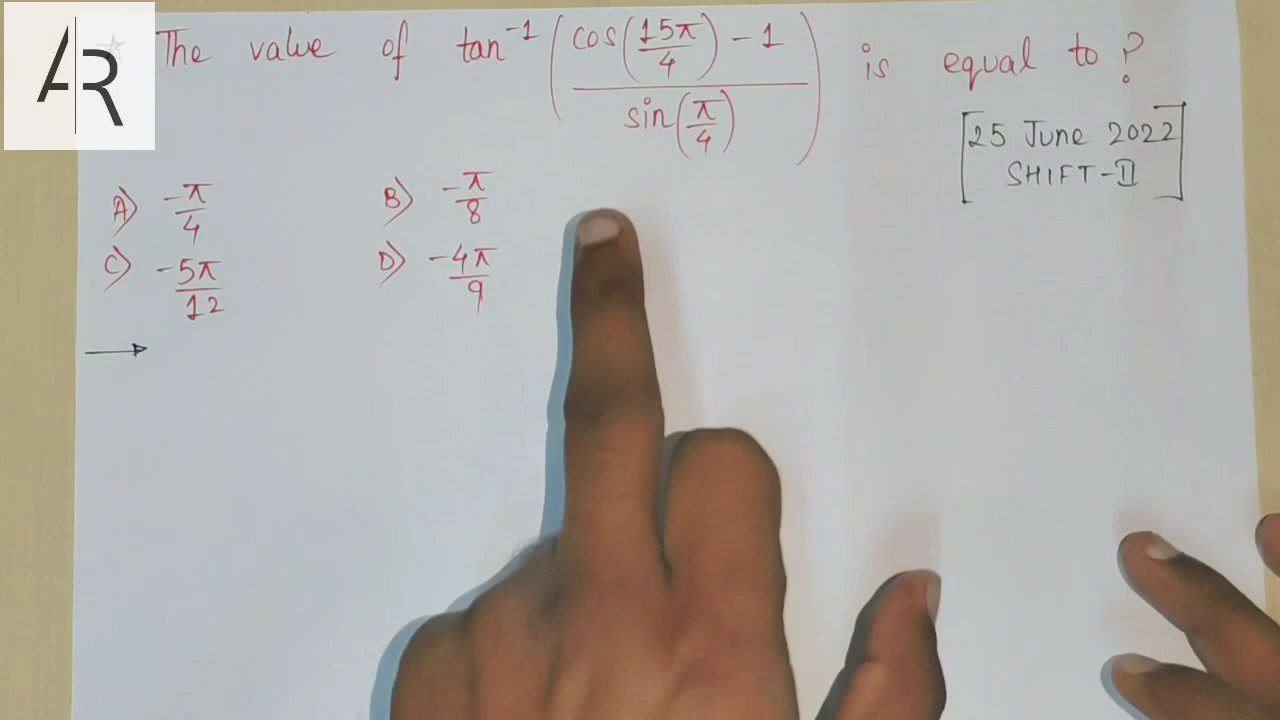 AR
The value of tan⁻¹ ( (cos(15π/4) - 1) / sin(π/4) ) is equal to ?
[25 June 2022
SHIFT-II]
A) -π/4 B) -π/8
C) -5π/12 D) -4π/9
→